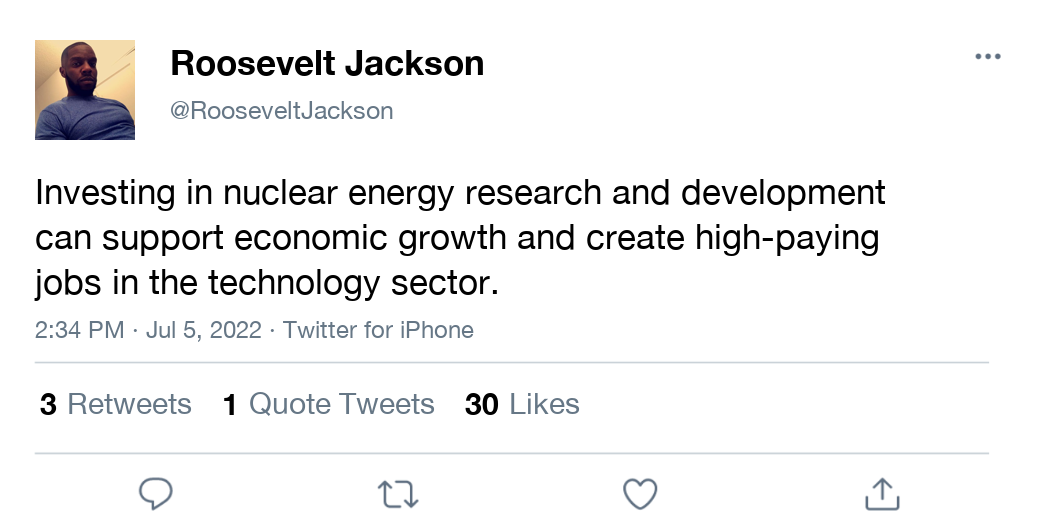 Roosevelt Jackson
@RooseveltJackson
Investing in nuclear energy research and development
can support economic growth and create high-paying
jobs in the technology sector.
2:34 PM · Jul 5, 2022 · Twitter for iPhone
3 Retweets 1 Quote Tweets 30 Likes